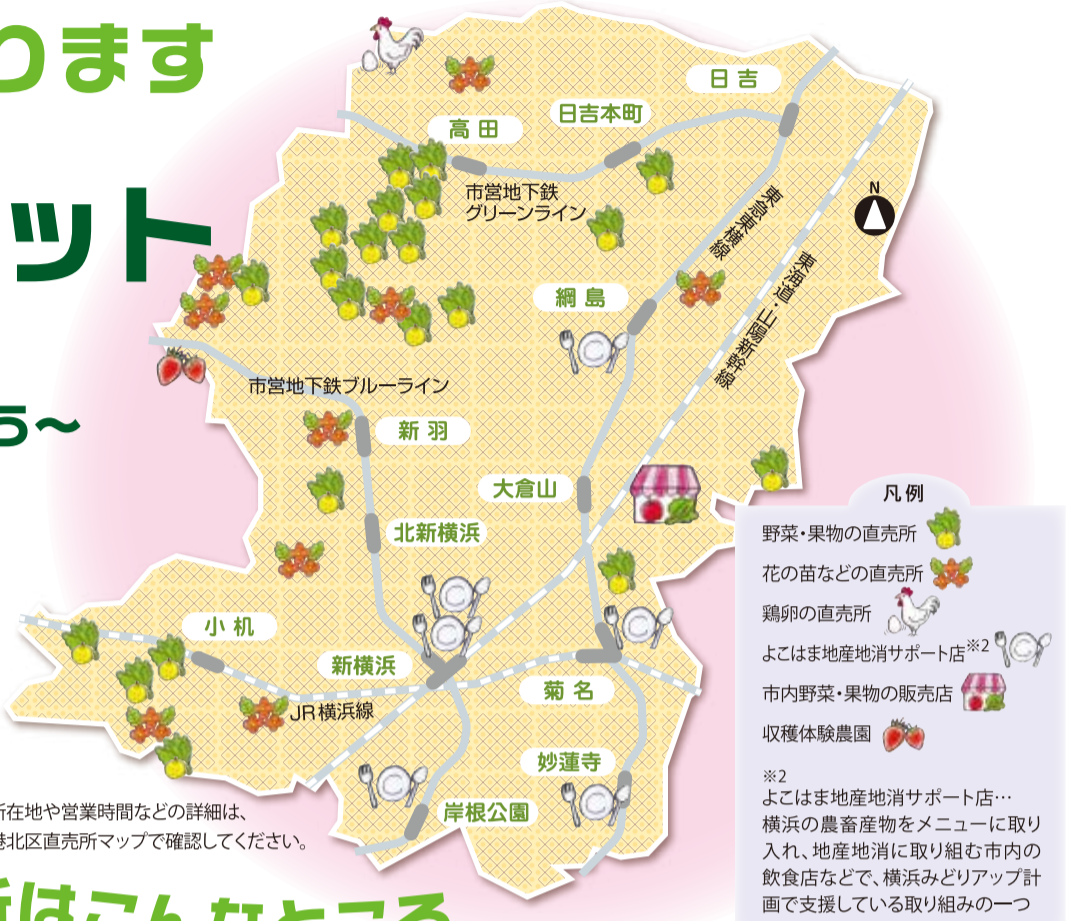 ります
ット
う～
日吉
日吉本町
高田
市営地下鉄
グリーンライン
東急東横線
N
東海道・山陽新幹線
綱島
市営地下鉄ブルーライン
新羽
大倉山
北新横浜
小机
新横浜
菊名
JR横浜線
妙蓮寺
岸根公園
凡例
野菜・果物の直売所
花の苗などの直売所
鶏卵の直売所
よこはま地産地消サポート店※2
市内野菜・果物の販売店
収穫体験農園
※2
よこはま地産地消サポート店…
横浜の農畜産物をメニューに取り
入れ、地産地消に取り組む市内の
飲食店などで、横浜みどりアップ計
画で支援している取り組みの一つ
所在地や営業時間などの詳細は、
港北区直売所マップで確認してください。
所はこんなところ